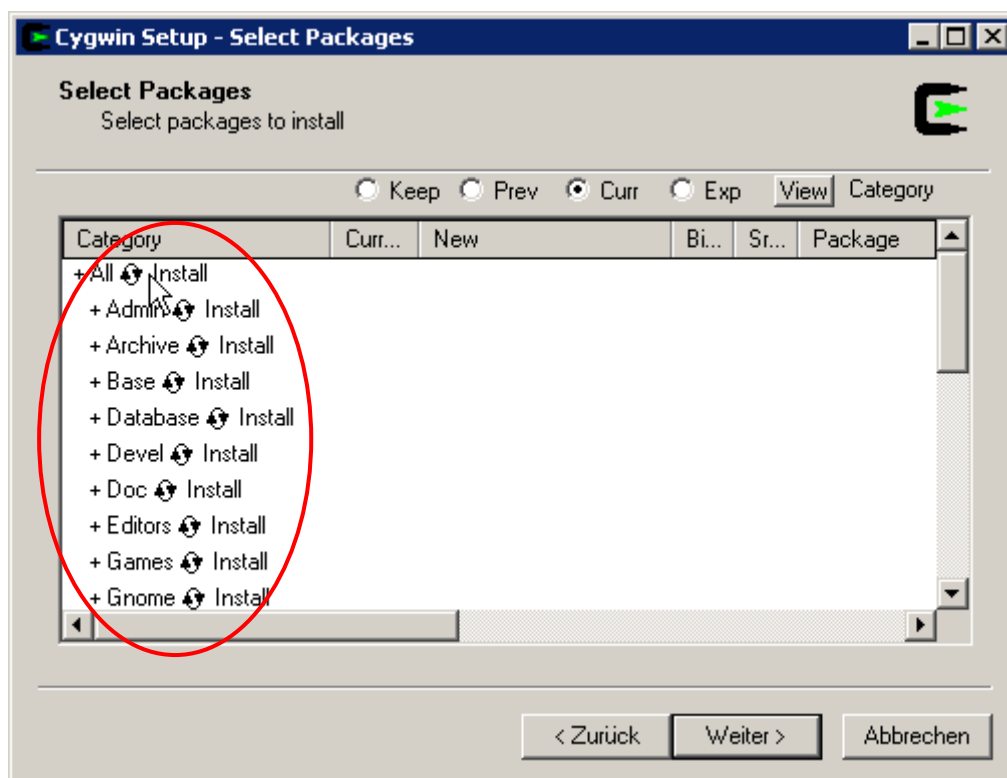 Cygwin Setup - Select Packages
Select Packages
Select packages to install
Keep Prev Curr Exp View Category
Category Curr... New Bi... Sr... Package
+ All Install
+ Admin Install
+ Archive Install
+ Base Install
+ Database Install
+ Devel Install
+ Doc Install
+ Editors Install
+ Games Install
+ Gnome Install
< Zurück Weiter > Abbrechen